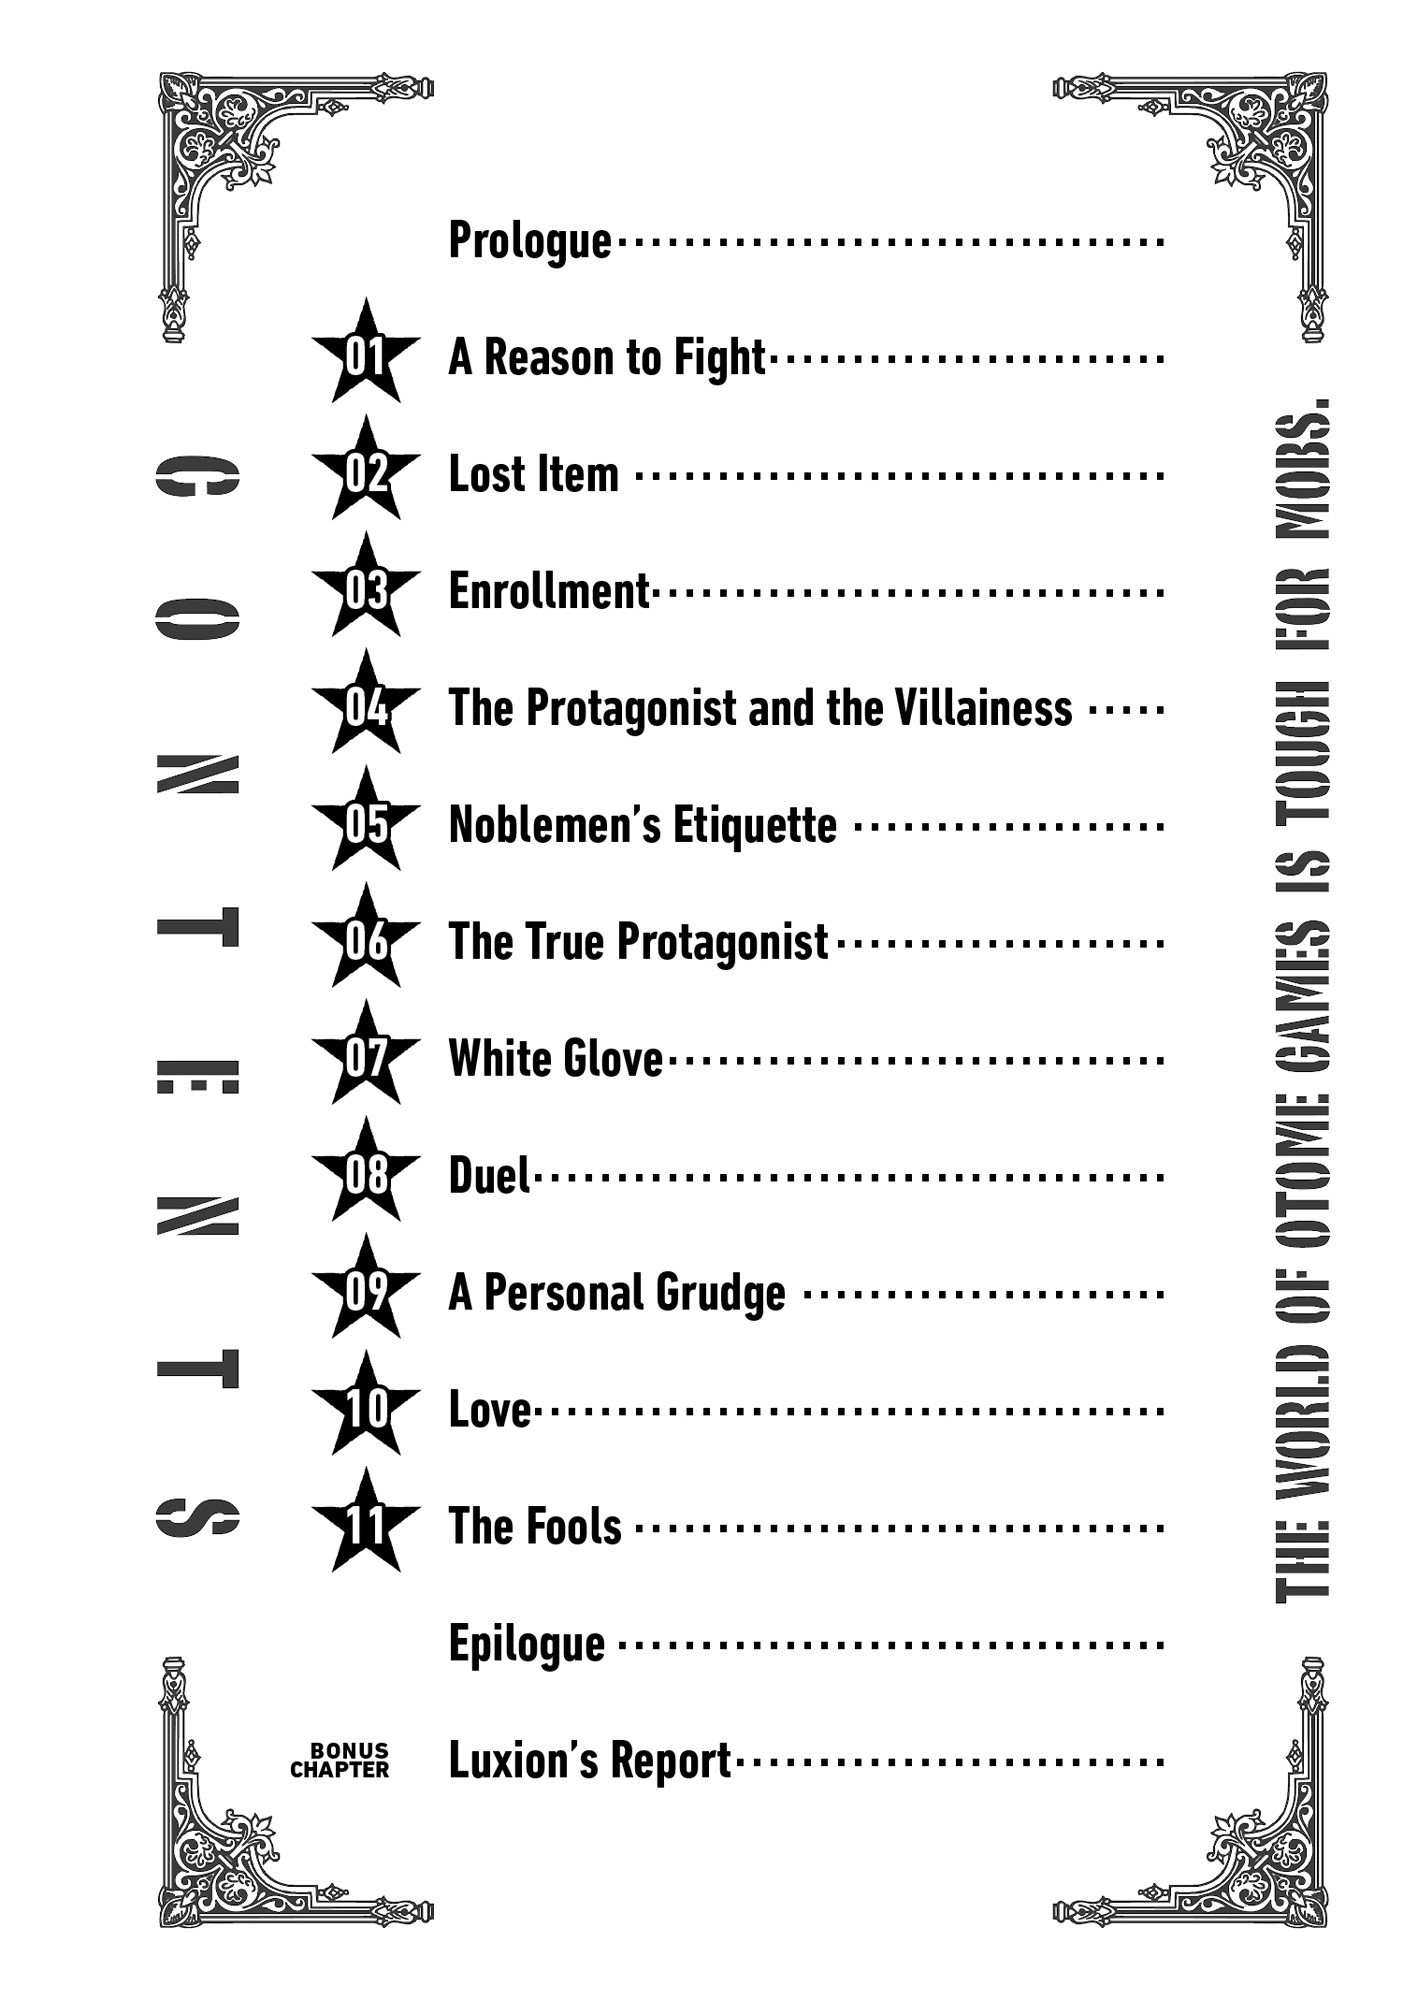 CONTENTS
Prologue
01 A Reason to Fight
02 Lost Item
03 Enrollment
04 The Protagonist and the Villainess
05 Noblemen’s Etiquette
06 The True Protagonist
07 White Glove
08 Duel
09 A Personal Grudge
10 Love
11 The Fools
Epilogue
BONUS
CHAPTER
Luxion’s Report
THE WORLD OF OTOME GAMES IS TOUGH FOR MOBS.